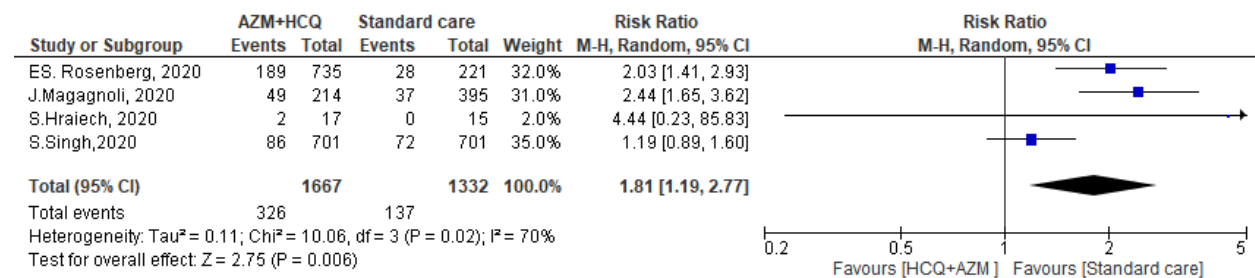 AZM+HCQ Standard care Risk Ratio Risk Ratio
Study or Subgroup Events Total Events Total Weight M-H, Random, 95% CI M-H, Random, 95% CI
ES. Rosenberg, 2020 189 735 28 221 32.0% 2.03 [1.41, 2.93]
J.Magagnoli, 2020 49 214 37 395 31.0% 2.44 [1.65, 3.62]
S.Hraiech, 2020 2 17 0 15 2.0% 4.44 [0.23, 85.83]
S.Singh,2020 86 701 72 701 35.0% 1.19 [0.89, 1.60]
Total (95% CI) 1667 1332 100.0% 1.81 [1.19, 2.77]
Total events 326 137
Heterogeneity: Tau² = 0.11; Chi² = 10.06, df = 3 (P = 0.02); I² = 70%
Test for overall effect: Z = 2.75 (P = 0.006)
0.2 0.5 1 2 5
Favours [HCQ+AZM ] Favours [Standard care]